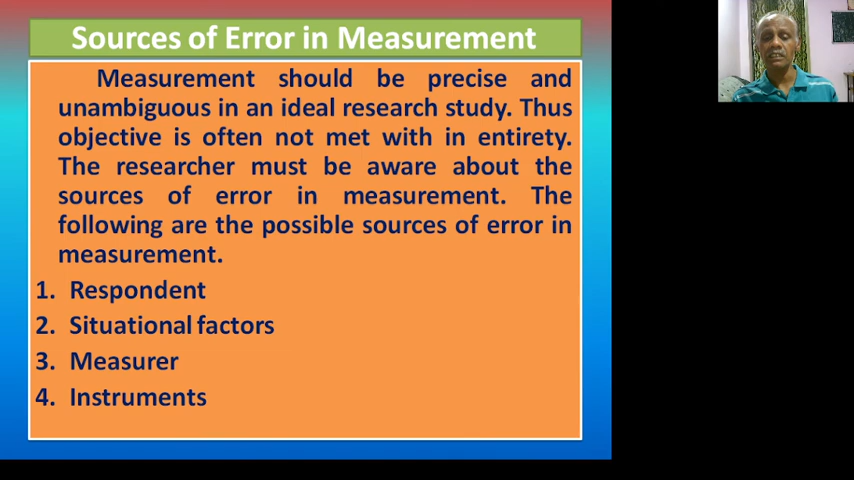 Sources of Error in Measurement
Measurement should be precise and
unambiguous in an ideal research study. Thus
objective is often not met with in entirety.
The researcher must be aware about the
sources of error in measurement. The
following are the possible sources of error in
measurement.
1. Respondent
2. Situational factors
3. Measurer
4. Instruments